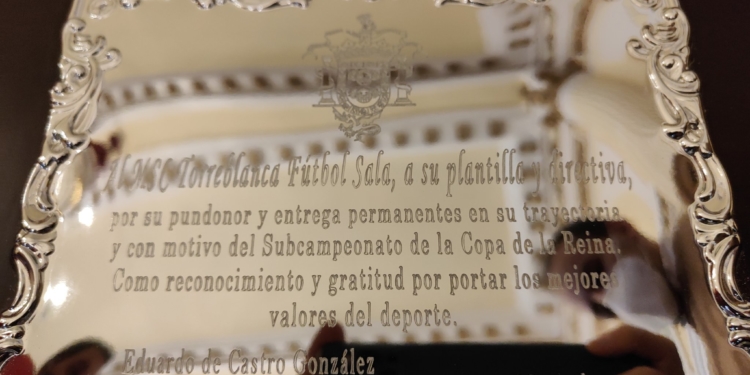 Al MSC Torreblanca Fútbol Sala, a su plantilla y directiva,
por su pundonor y entrega permanentes en su trayectoria
y con motivo del Subcampeonato de la Copa de la Reina.
Como reconocimiento y gratitud por portar los mejores
valores del deporte.
Eduardo de Castro González